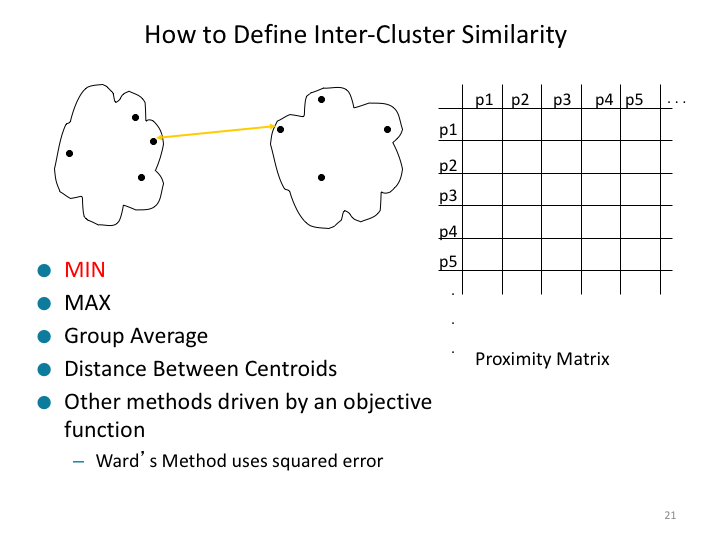 How to Define Inter-Cluster Similarity
p1 p2 p3 p4 p5 . . .
p1
p2
p3
p4
p5
.
.
.
Proximity Matrix
MIN
MAX
Group Average
Distance Between Centroids
Other methods driven by an objective
function
– Ward’s Method uses squared error
21